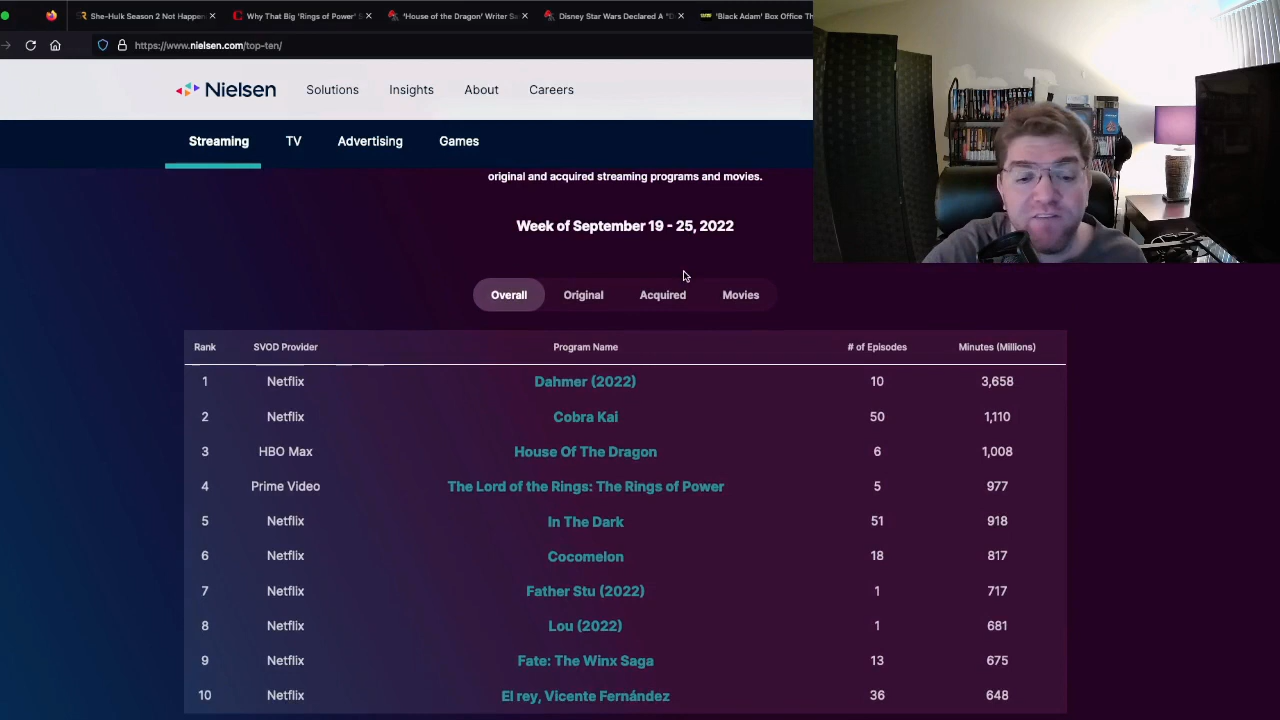 She-Hulk Season 2 Not Happen
Why That Big 'Rings of Power' S
'House of the Dragon' Writer Sa
Disney Star Wars Declared A "D
'Black Adam' Box Office Th
https://www.nielsen.com/top-ten/
Nielsen
Solutions
Insights
About
Careers
Streaming
TV
Advertising
Games
original and acquired streaming programs and movies.
Week of September 19 - 25, 2022
Overall
Original
Acquired
Movies
Rank SVOD Provider Program Name # of Episodes Minutes (Millions)
1 Netflix Dahmer (2022) 10 3,658
2 Netflix Cobra Kai 50 1,110
3 HBO Max House Of The Dragon 6 1,008
4 Prime Video The Lord of the Rings: The Rings of Power 5 977
5 Netflix In The Dark 51 918
6 Netflix Cocomelon 18 817
7 Netflix Father Stu (2022) 1 717
8 Netflix Lou (2022) 1 681
9 Netflix Fate: The Winx Saga 13 675
10 Netflix El rey, Vicente Fernández 36 648